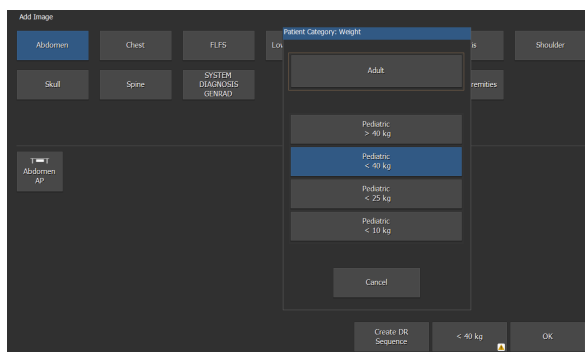 Add Image
Patient Category: Weight
Abdomen
Chest
FLFS
Lo
is
Shoulder
Adult
Skull
Spine
SYSTEM
DIAGNOSIS
GENRAD
remities
Pediatric
> 40 kg
Pediatric
< 40 kg
Pediatric
< 25 kg
Pediatric
< 10 kg
Abdomen
AP
Cancel
Create DR
Sequence
< 40 kg
OK